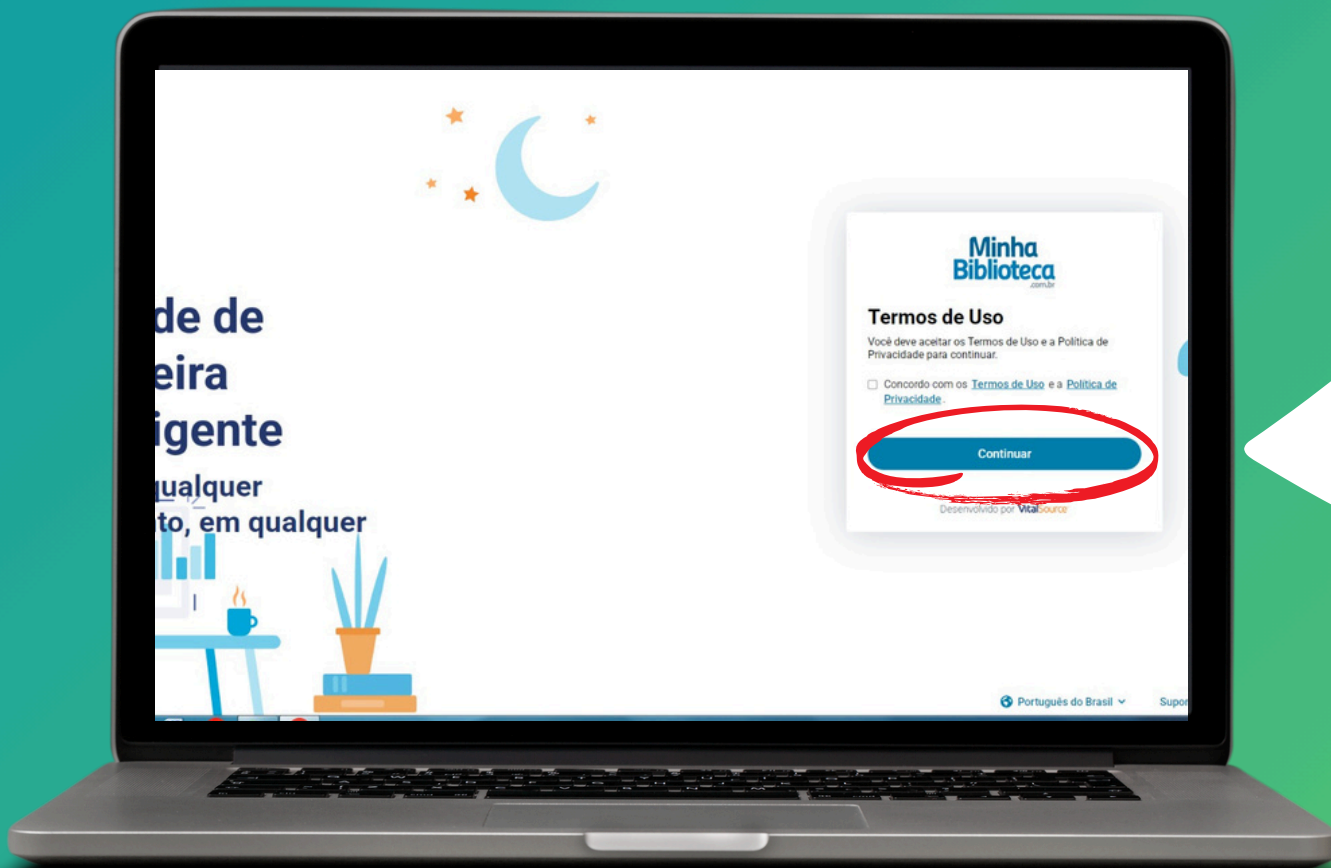 de de
eira
igente
ualquer
to, em qualquer
Minha
Biblioteca
.com.br
Termos de Uso
Você deve aceitar os Termos de Uso e a Política de
Privacidade para continuar.
Concordo com os Termos de Uso e a Política de
Privacidade.
Continuar
Desenvolvido por VitalSource
Português do Brasil
Supor